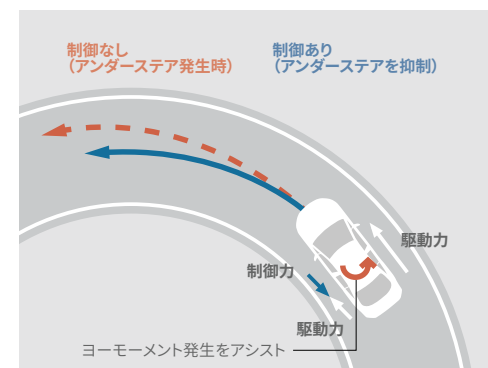 制御なし
（アンダーステア発生時）
制御あり
（アンダーステアを抑制）
駆動力
制御力
駆動力
ヨーモーメント発生をアシスト